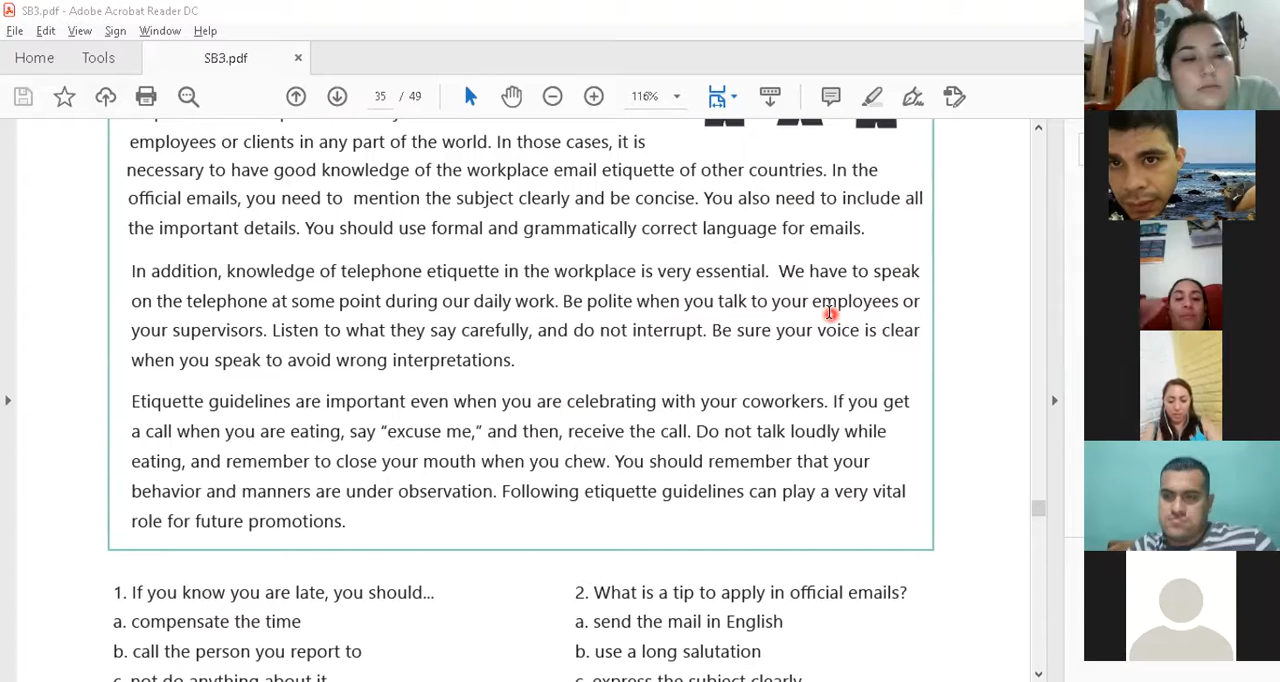 SB3.pdf - Adobe Acrobat Reader DC
File Edit View Sign Window Help
Home Tools SB3.pdf ×
35 / 49 116%
employees or clients in any part of the world. In those cases, it is
necessary to have good knowledge of the workplace email etiquette of other countries. In the
official emails, you need to mention the subject clearly and be concise. You also need to include all
the important details. You should use formal and grammatically correct language for emails.
In addition, knowledge of telephone etiquette in the workplace is very essential. We have to speak
on the telephone at some point during our daily work. Be polite when you talk to your employees or
your supervisors. Listen to what they say carefully, and do not interrupt. Be sure your voice is clear
when you speak to avoid wrong interpretations.
Etiquette guidelines are important even when you are celebrating with your coworkers. If you get
a call when you are eating, say “excuse me,” and then, receive the call. Do not talk loudly while
eating, and remember to close your mouth when you chew. You should remember that your
behavior and manners are under observation. Following etiquette guidelines can play a very vital
role for future promotions.
1. If you know you are late, you should...
a. compensate the time
b. call the person you report to
c. not do anything about it
2. What is a tip to apply in official emails?
a. send the mail in English
b. use a long salutation
c. express the subject clearly